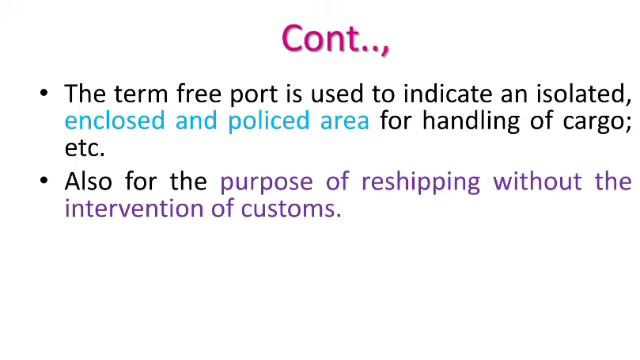 Cont..,
• The term free port is used to indicate an isolated,
enclosed and policed area for handling of cargo;
etc.
• Also for the purpose of reshipping without the
intervention of customs.